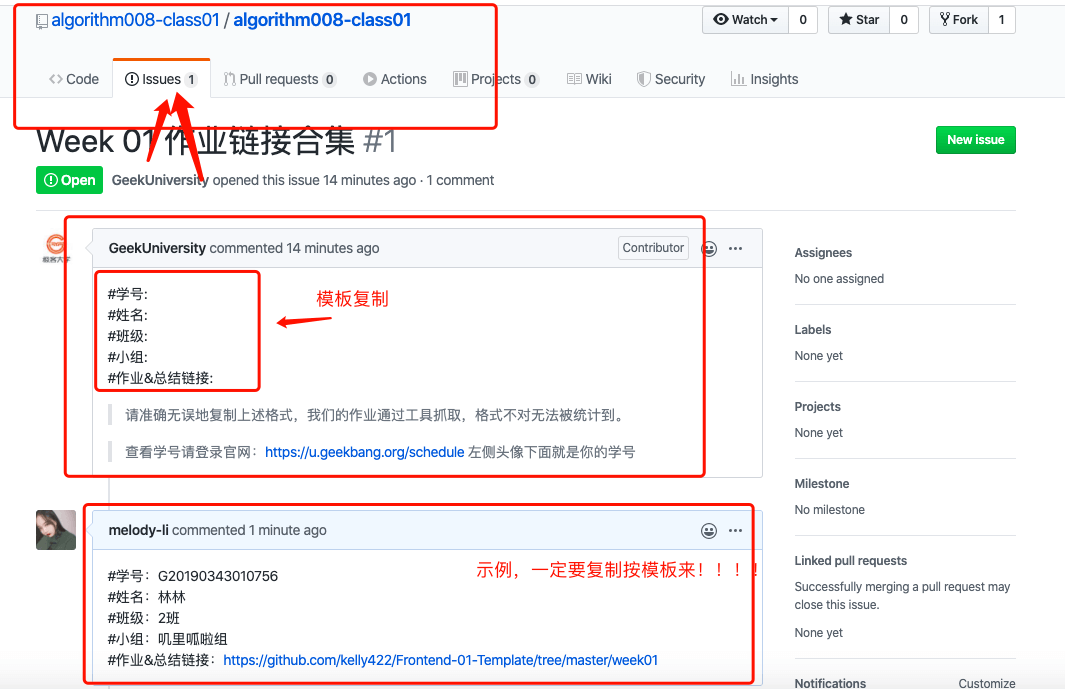 algorithm008-class01 / algorithm008-class01
Watch 0 Star 0 Fork 1
Code Issues 1 Pull requests 0 Actions Projects 0 Wiki Security Insights
Week 01 作业链接合集 #1
New issue
Open GeekUniversity opened this issue 14 minutes ago · 1 comment
极客大学
GeekUniversity commented 14 minutes ago Contributor
#学号:
#姓名:
#班级:
#小组:
#作业&总结链接:
模板复制
请准确无误地复制上述格式，我们的作业通过工具抓取，格式不对无法被统计到。
查看学号请登录官网：https://u.geekbang.org/schedule 左侧头像下面就是你的学号
melody-li commented 1 minute ago
示例，一定要复制按模板来！！！！
#学号：G20190343010756
#姓名：林林
#班级：2班
#小组：叽里呱啦组
#作业&总结链接：https://github.com/kelly422/Frontend-01-Template/tree/master/week01
Assignees
No one assigned
Labels
None yet
Projects
None yet
Milestone
No milestone
Linked pull requests
Successfully merging a pull request may
close this issue.
None yet
Notifications Customize